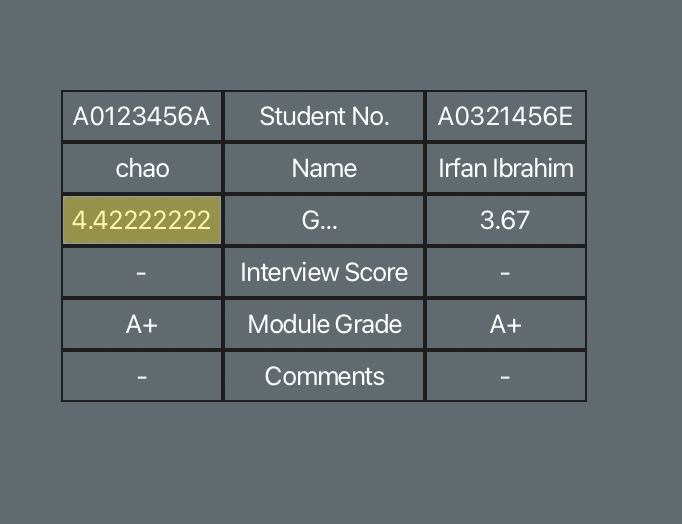 A0123456A Student No. A0321456E
chao Name Irfan Ibrahim
4.42222222 G... 3.67
- Interview Score -
A+ Module Grade A+
- Comments -